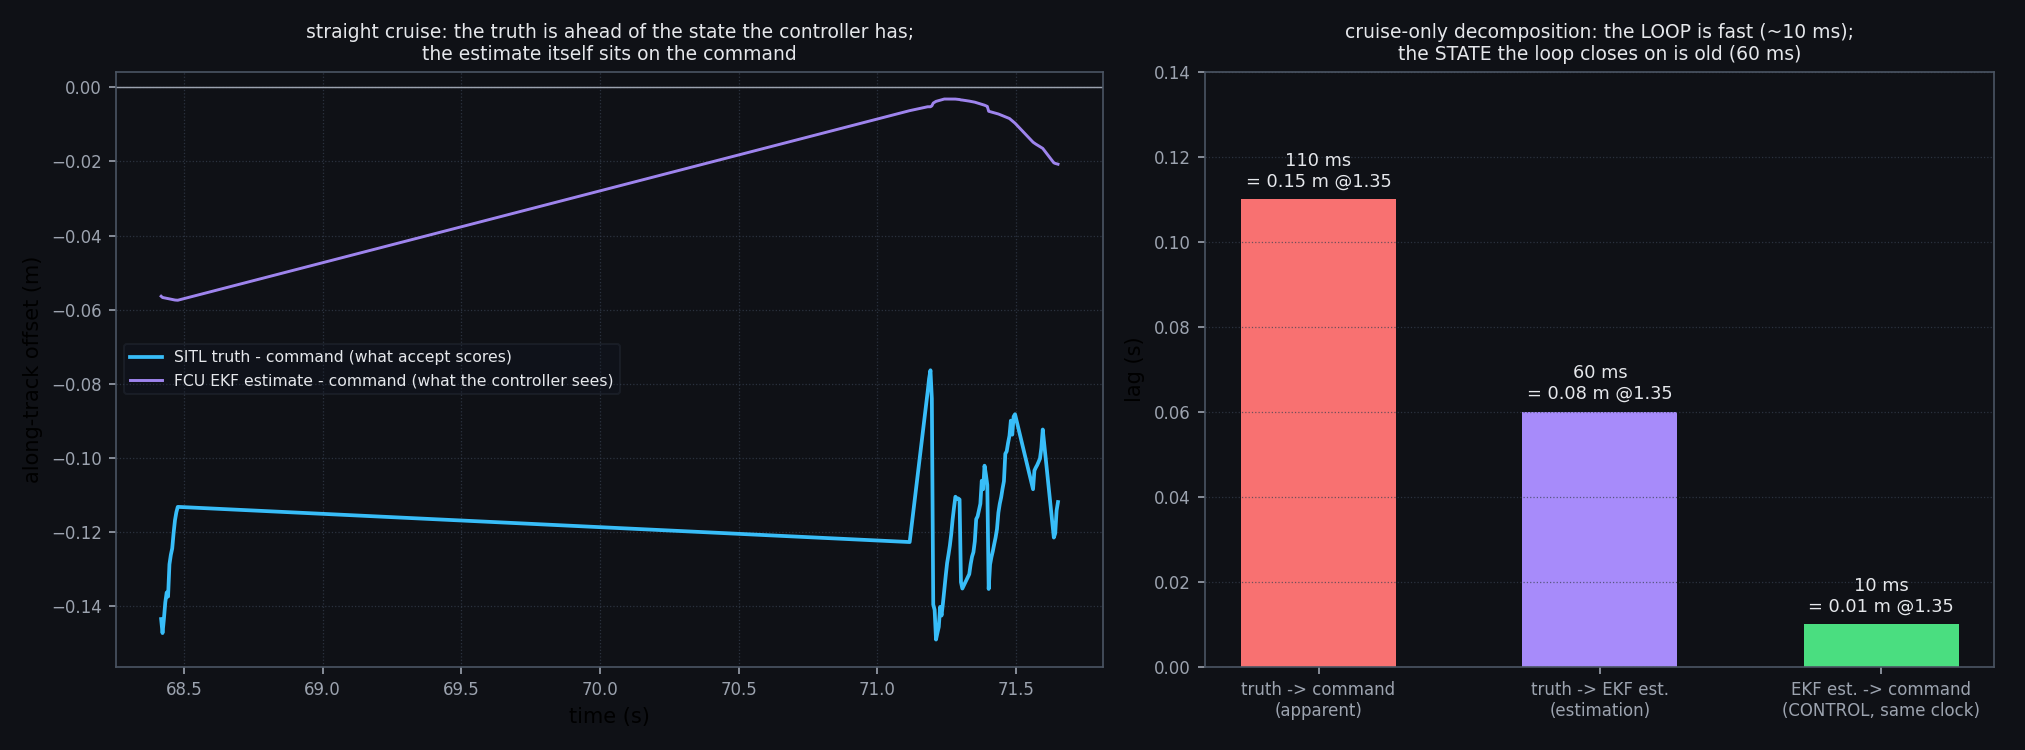 straight cruise: the truth is ahead of the state the controller has;
the estimate itself sits on the command
along-track offset (m)
0.00
−0.02
−0.04
−0.06
−0.08
−0.10
−0.12
−0.14
SITL truth - command (what accept scores)
FCU EKF estimate - command (what the controller sees)
68.5
69.0
69.5
70.0
70.5
71.0
71.5
time (s)
cruise-only decomposition: the LOOP is fast (~10 ms);
the STATE the loop closes on is old (60 ms)
lag (s)
0.14
0.12
0.10
0.08
0.06
0.04
0.02
0.00
110 ms
= 0.15 m @1.35
60 ms
= 0.08 m @1.35
10 ms
= 0.01 m @1.35
truth -> command
(apparent)
truth -> EKF est.
(estimation)
EKF est. -> command
(CONTROL, same clock)